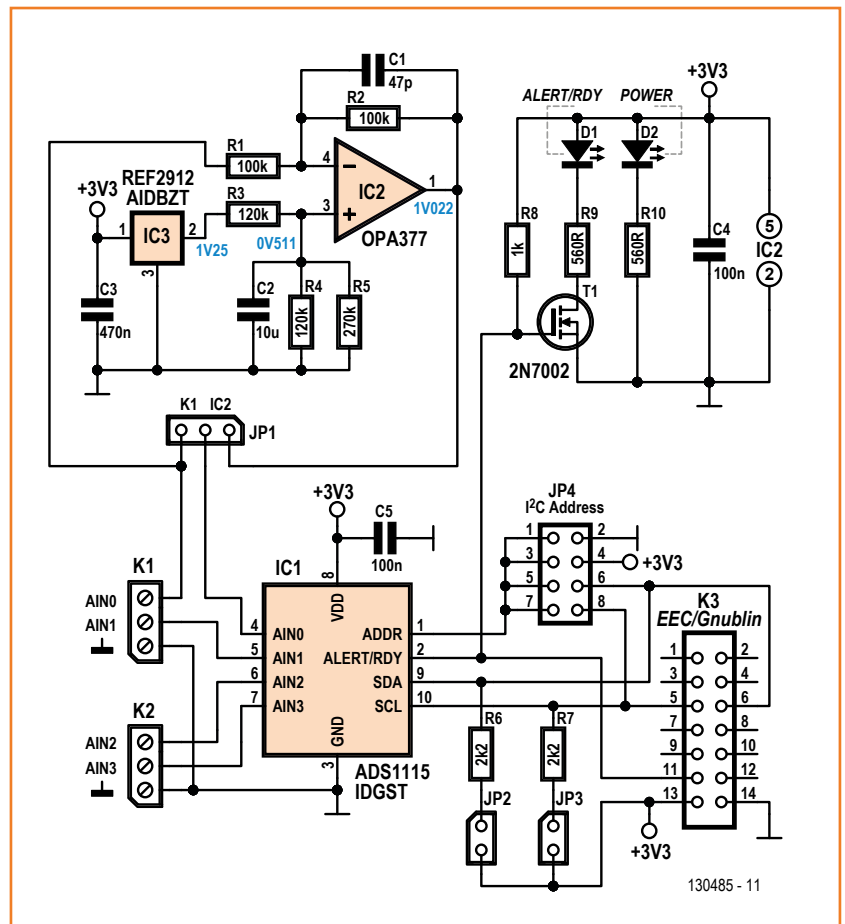 C1
47p
R2
100k
R1
100k
4
3
1
IC2
OPA377
1V022
REF2912
AIDBZT
+3V3
1
IC3
2
3
1V25
R3
120k
0V511
C3
470n
C2
10u
R4
120k
R5
270k
ALERT/RDY
POWER
+3V3
D1
D2
R8
1k
R9
560R
R10
560R
C4
100n
5
IC2
2
T1
2N7002
K1 IC2
JP1
+3V3
C5
100n
K1
AIN0
AIN1
K2
AIN2
AIN3
IC1
8
VDD
4 AIN0
5 AIN1
6 AIN2
7 AIN3
ADDR 1
ALERT/RDY 2
SDA 9
SCL 10
GND
3
ADS1115
IDGST
JP4
I²C Address
1 2
3 4 +3V3
5 6
7 8
R6
2k2
R7
2k2
JP2
JP3
K3
EEC/Gnublin
1 2
3 4
5 6
7 8
9 10
11 12
13 14
+3V3
130485 - 11